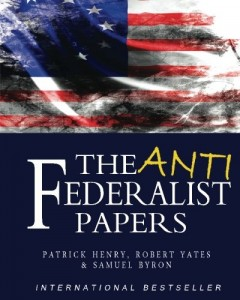 THE ANTI
FEDERALIST
PAPERS
PATRICK HENRY, ROBERT YATES
& SAMUEL BYRON
INTERNATIONAL BESTSELLER